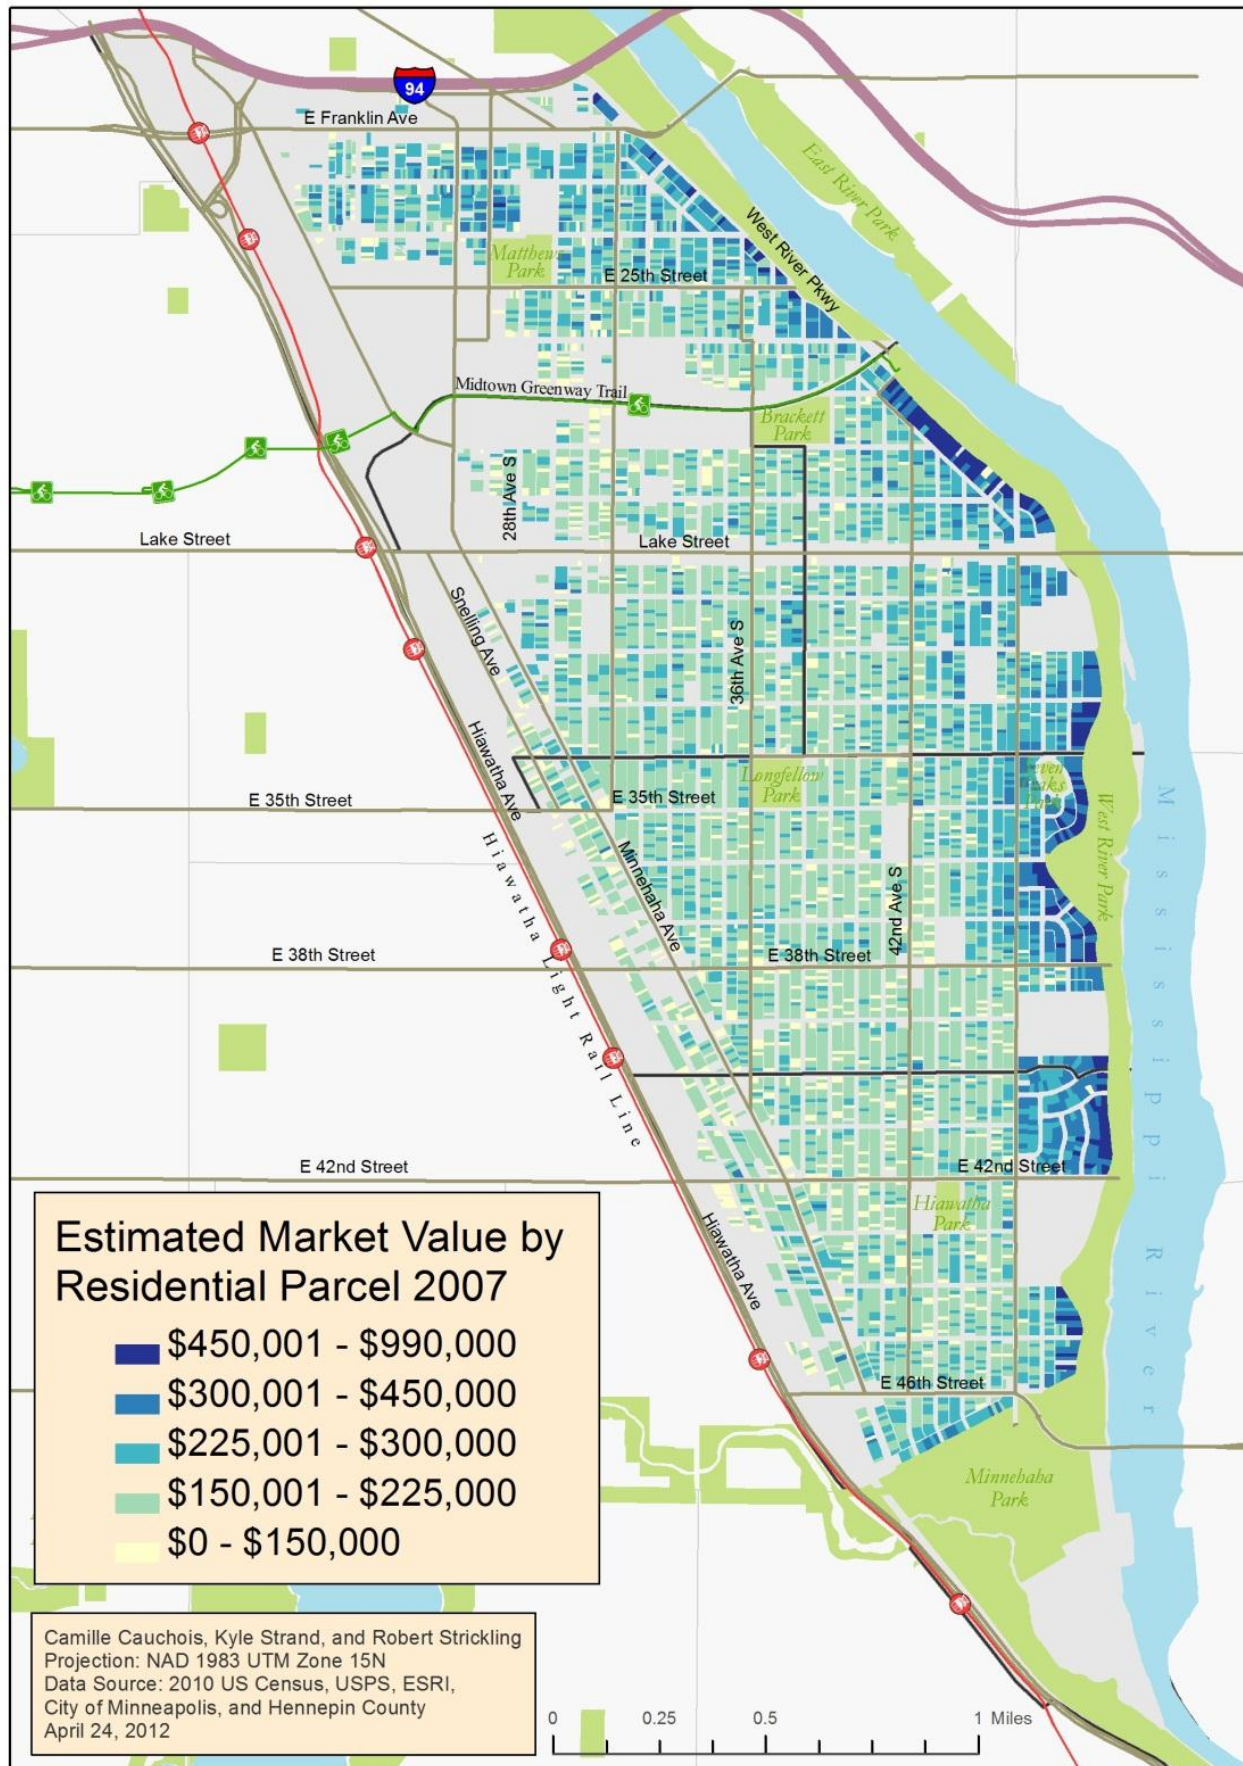 94
E Franklin Ave
East River Park
West River Pkwy
Matthews
Park
E 25th Street
Midtown Greenway Trail
Brackett
Park
28th Ave S
Lake Street
Lake Street
Snelling Ave
36th Ave S
Hiawatha Ave
Longfellow
Park
E 35th Street
E 35th Street
Minnehaha Ave
West River Park
Mississippi River
Hiawatha Light Rail Line
42nd Ave S
E 38th Street
E 38th Street
E 42nd Street
E 42nd Street
Hiawatha
Park
Hiawatha Ave
E 46th Street
Minnehaha
Park
Estimated Market Value by
Residential Parcel 2007
$450,001 - $990,000
$300,001 - $450,000
$225,001 - $300,000
$150,001 - $225,000
$0 - $150,000
Camille Cauchois, Kyle Strand, and Robert Strickling
Projection: NAD 1983 UTM Zone 15N
Data Source: 2010 US Census, USPS, ESRI,
City of Minneapolis, and Hennepin County
April 24, 2012
0 0.25 0.5 1 Miles